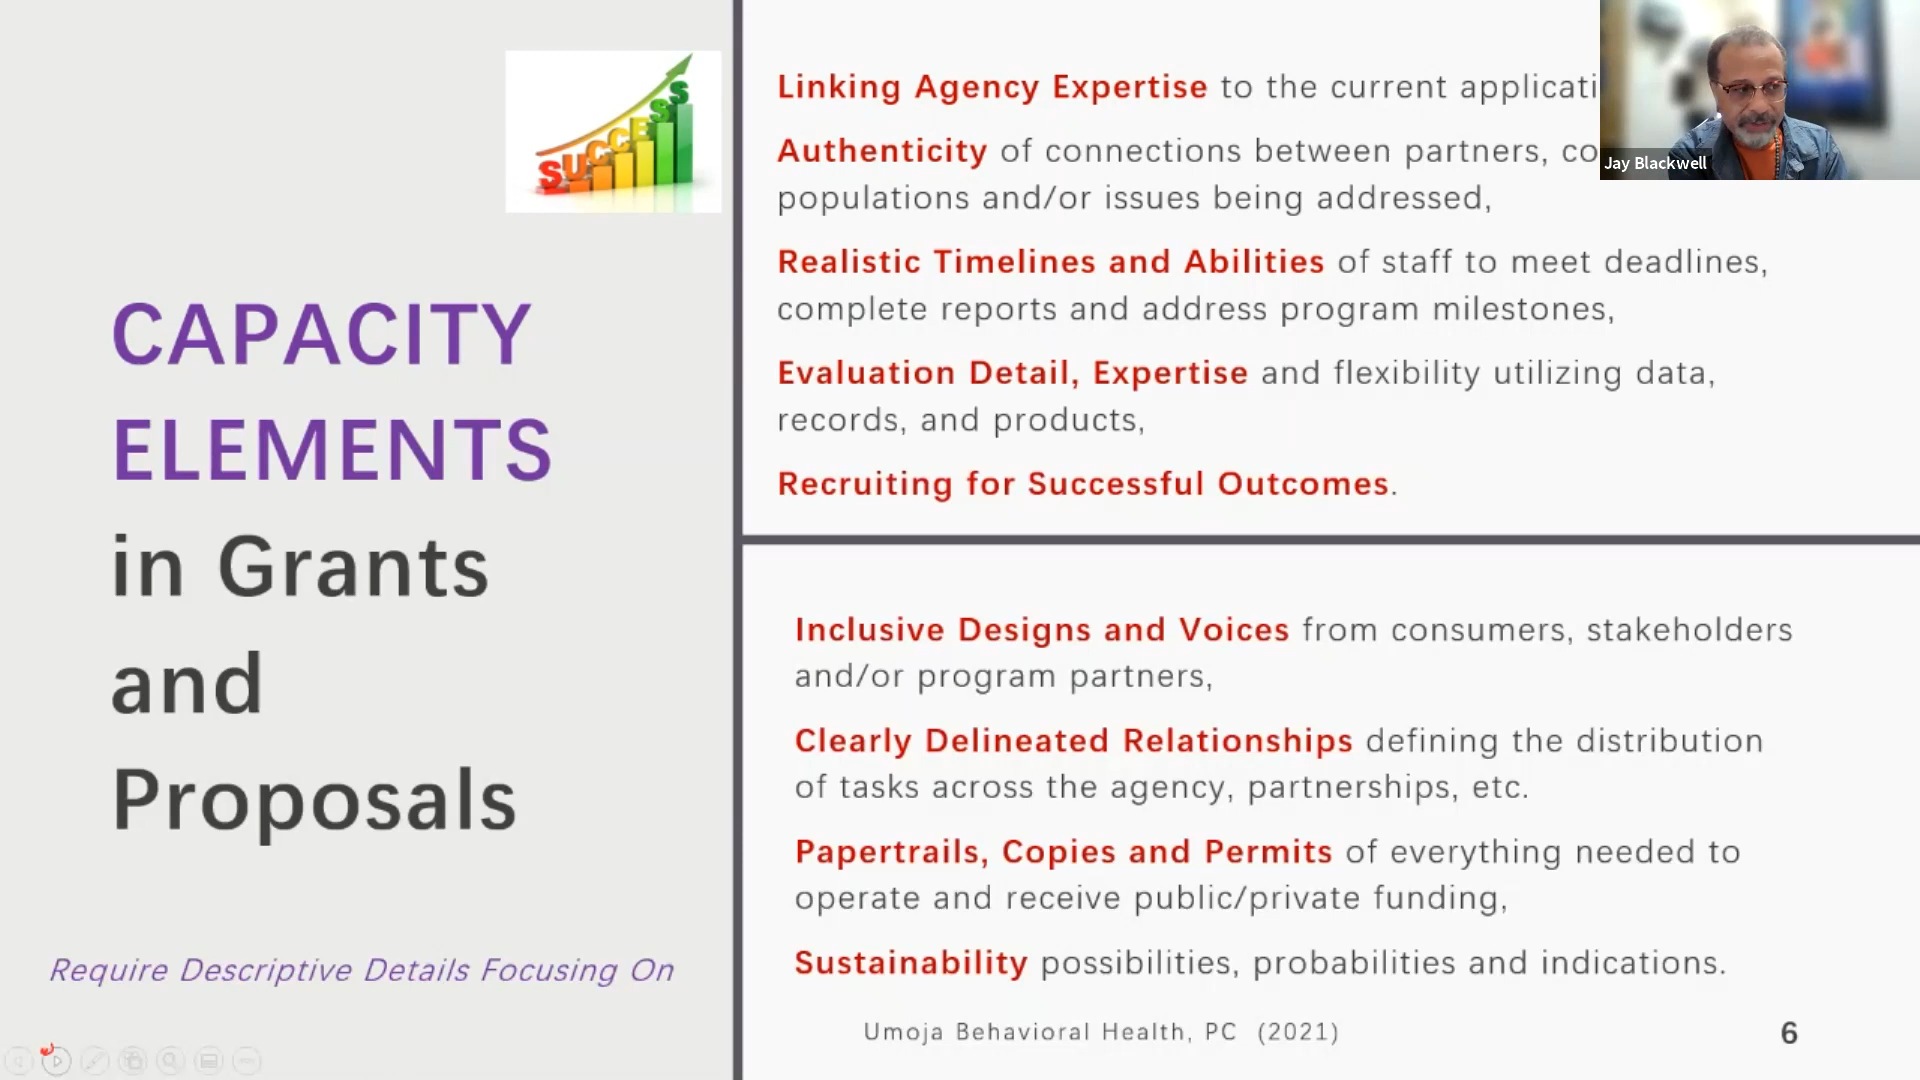 SUCCESS
CAPACITY
ELEMENTS
in Grants
and
Proposals
Require Descriptive Details Focusing On
Linking Agency Expertise to the current applicati
Authenticity of connections between partners, co
populations and/or issues being addressed,
Realistic Timelines and Abilities of staff to meet deadlines,
complete reports and address program milestones,
Evaluation Detail, Expertise and flexibility utilizing data,
records, and products,
Recruiting for Successful Outcomes.
Inclusive Designs and Voices from consumers, stakeholders
and/or program partners,
Clearly Delineated Relationships defining the distribution
of tasks across the agency, partnerships, etc.
Papertrails, Copies and Permits of everything needed to
operate and receive public/private funding,
Sustainability possibilities, probabilities and indications.
Umoja Behavioral Health, PC (2021)
6
Jay Blackwell